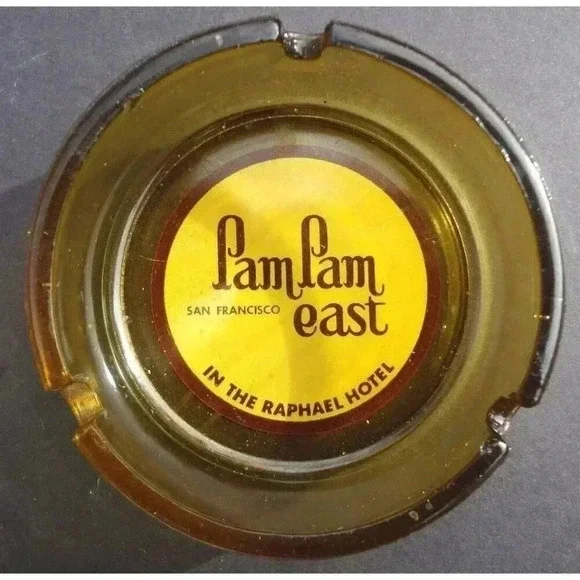 Pam Pam
SAN FRANCISCO east
IN THE RAPHAEL HOTEL